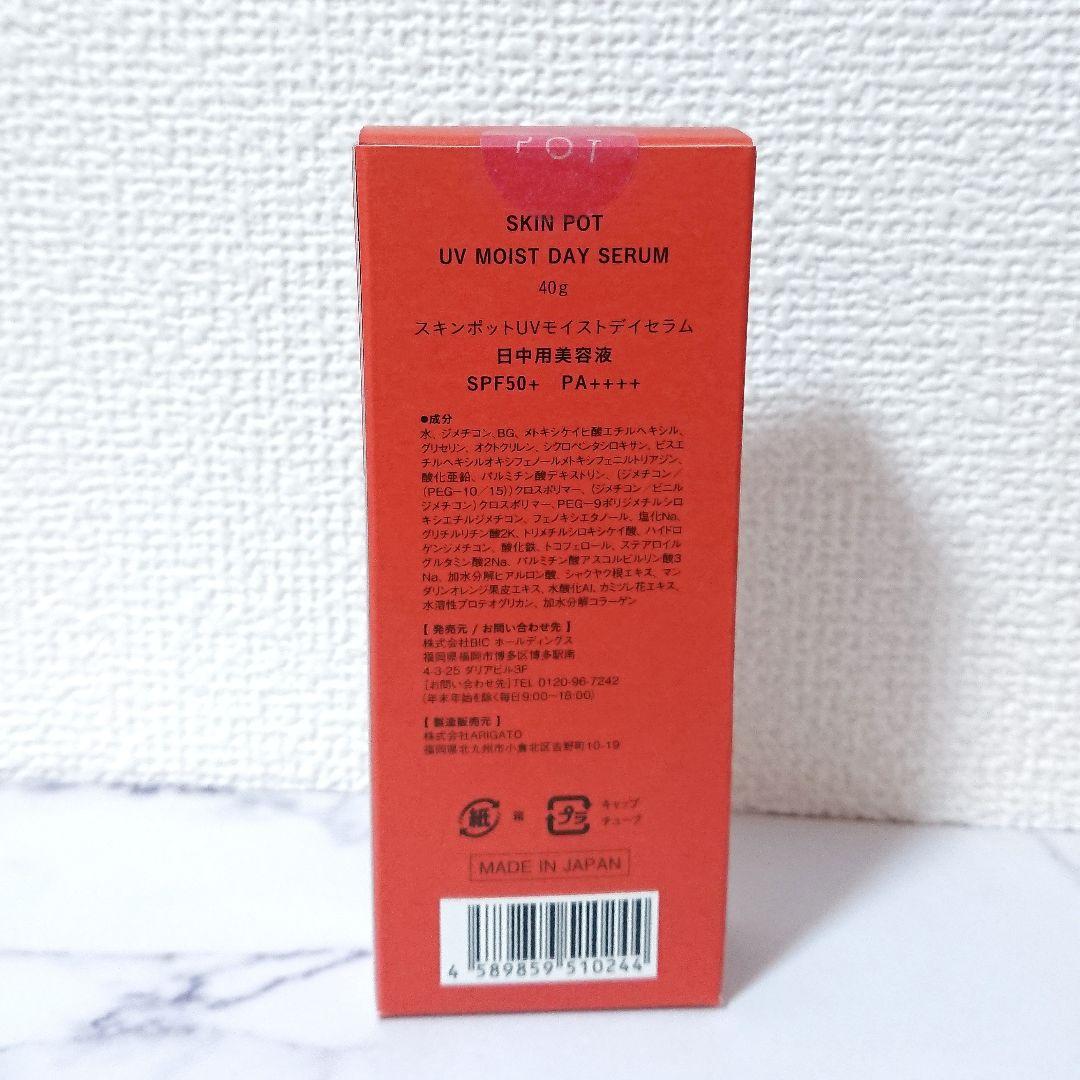 POT
SKIN POT
UV MOIST DAY SERUM
40g
スキンポットUVモイストデイセラム
日中用美容液
SPF50+ PA++++
●成分
水、ジメチコン、BG、メトキシケイヒ酸エチルヘキシル、
グリセリン、オクトクリレン、シクロペンタシロキサン、ビスエ
チルヘキシルオキシフェノールメトキシフェニルトリアジン、
酸化亜鉛、パルミチン酸デキストリン、(ジメチコン/
(PEG-10/15))クロスポリマー、(ジメチコン/ビニル
ジメチコン)クロスポリマー、PEG-9ポリジメチルシロ
キシエチルジメチコン、フェノキシエタノール、塩化Na、
グリチルリチン酸2K、トリメチルシロキシケイ酸、ハイドロ
ゲンジメチコン、酸化鉄、トコフェロール、ステアロイル
グルタミン酸2Na、パルミチン酸アスコルビルリン酸3
Na、加水分解ヒアルロン酸、シャクヤク根エキス、マン
ダリンオレンジ果皮エキス、水酸化Al、カミツレ花エキス、
水溶性プロテオグリカン、加水分解コラーゲン
【 発売元 / お問い合わせ先 】
株式会社BIC ホールディングス
福岡県福岡市博多区博多駅南
4-3-25 ダリアビル3F
[お問い合わせ先]TEL 0120-96-7242
(年末年始を除く毎日9:00~18:00)
【 製造販売元 】
株式会社ARIGATO
福岡県北九州市小倉北区吉野町10-19
紙 箱 プラ キャップ
チューブ
MADE IN JAPAN
4 589859 510244